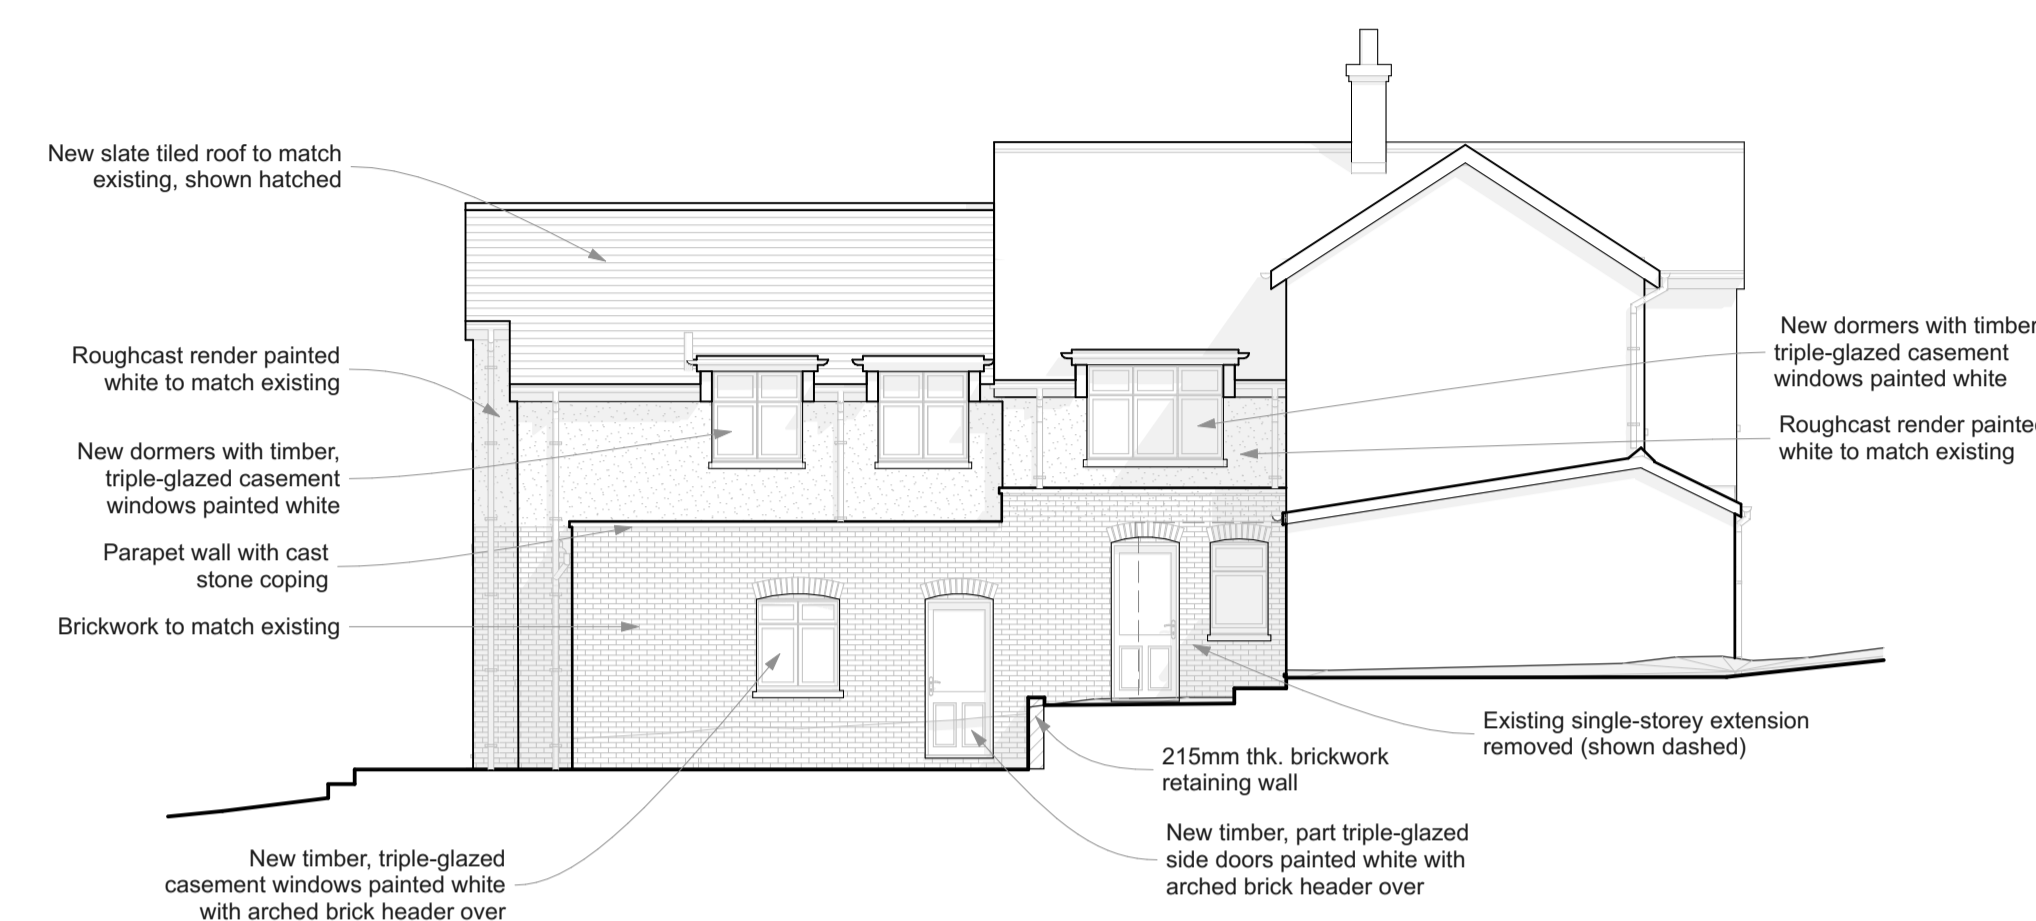 New slate tiled roof to match
existing, shown hatched
Roughcast render painted
white to match existing
New dormers with timber,
triple-glazed casement
windows painted white
Parapet wall with cast
stone coping
Brickwork to match existing
New timber, triple-glazed
casement windows painted white
with arched brick header over
New dormers with timber
triple-glazed casement
windows painted white
Roughcast render painted
white to match existing
Existing single-storey extension
removed (shown dashed)
215mm thk. brickwork
retaining wall
New timber, part triple-glazed
side doors painted white with
arched brick header over